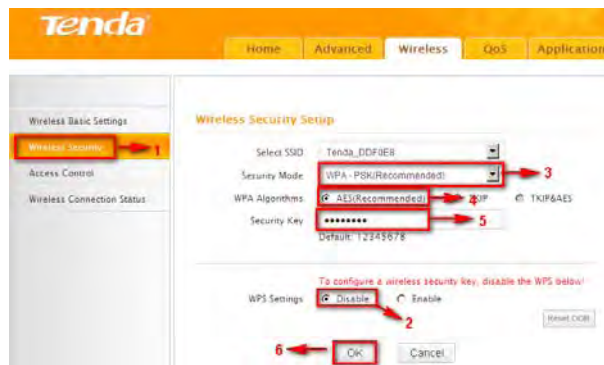 Tenda
Home Advanced Wireless QoS Application
Wireless Basic Settings
Wireless Security 1
Access Control
Wireless Connection Status
Wireless Security Setup
Select SSID Tenda_DDF0E8
Security Mode WPA - PSK(Recommended) 3
WPA Algorithms AES(Recommended) 4 TKIP TKIP&AES
Security Key ●●●●●●●● 5
Default: 12345678
To configure a wireless security key, disable the WPS below!
WPS Settings Disable Enable
2
Reset OOB
6 OK Cancel